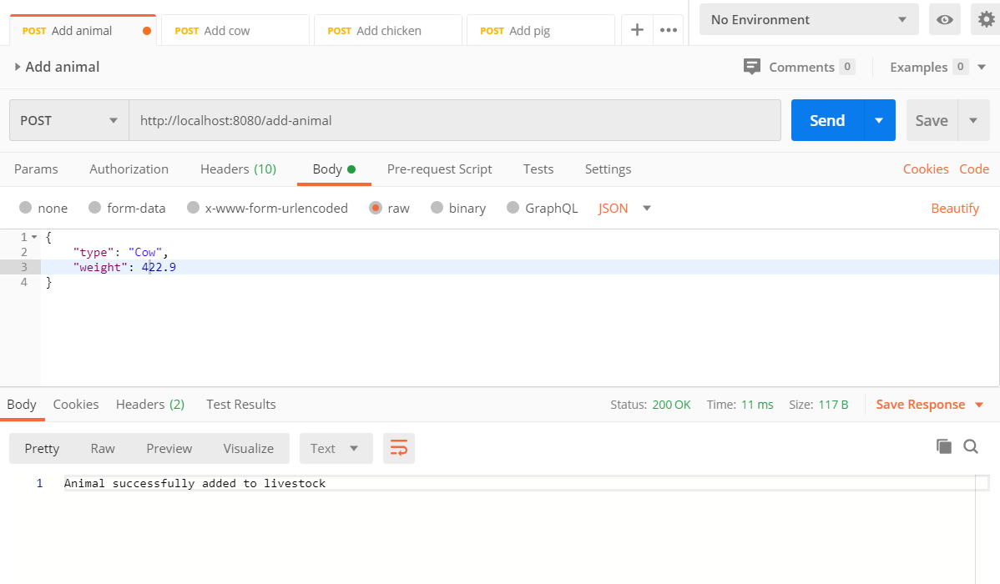 POST Add animal POST Add cow POST Add chicken POST Add pig No Environment
Add animal Comments 0 Examples 0
POST http://localhost:8080/add-animal Send Save
Params Authorization Headers (10) Body Pre-request Script Tests Settings Cookies Code
none form-data x-www-form-urlencoded raw binary GraphQL JSON Beautify
1 {
2 "type": "Cow",
3 "weight": 422.9
4 }
Body Cookies Headers (2) Test Results Status: 200 OK Time: 11 ms Size: 117 B Save Response
Pretty Raw Preview Visualize Text
1 Animal successfully added to livestock